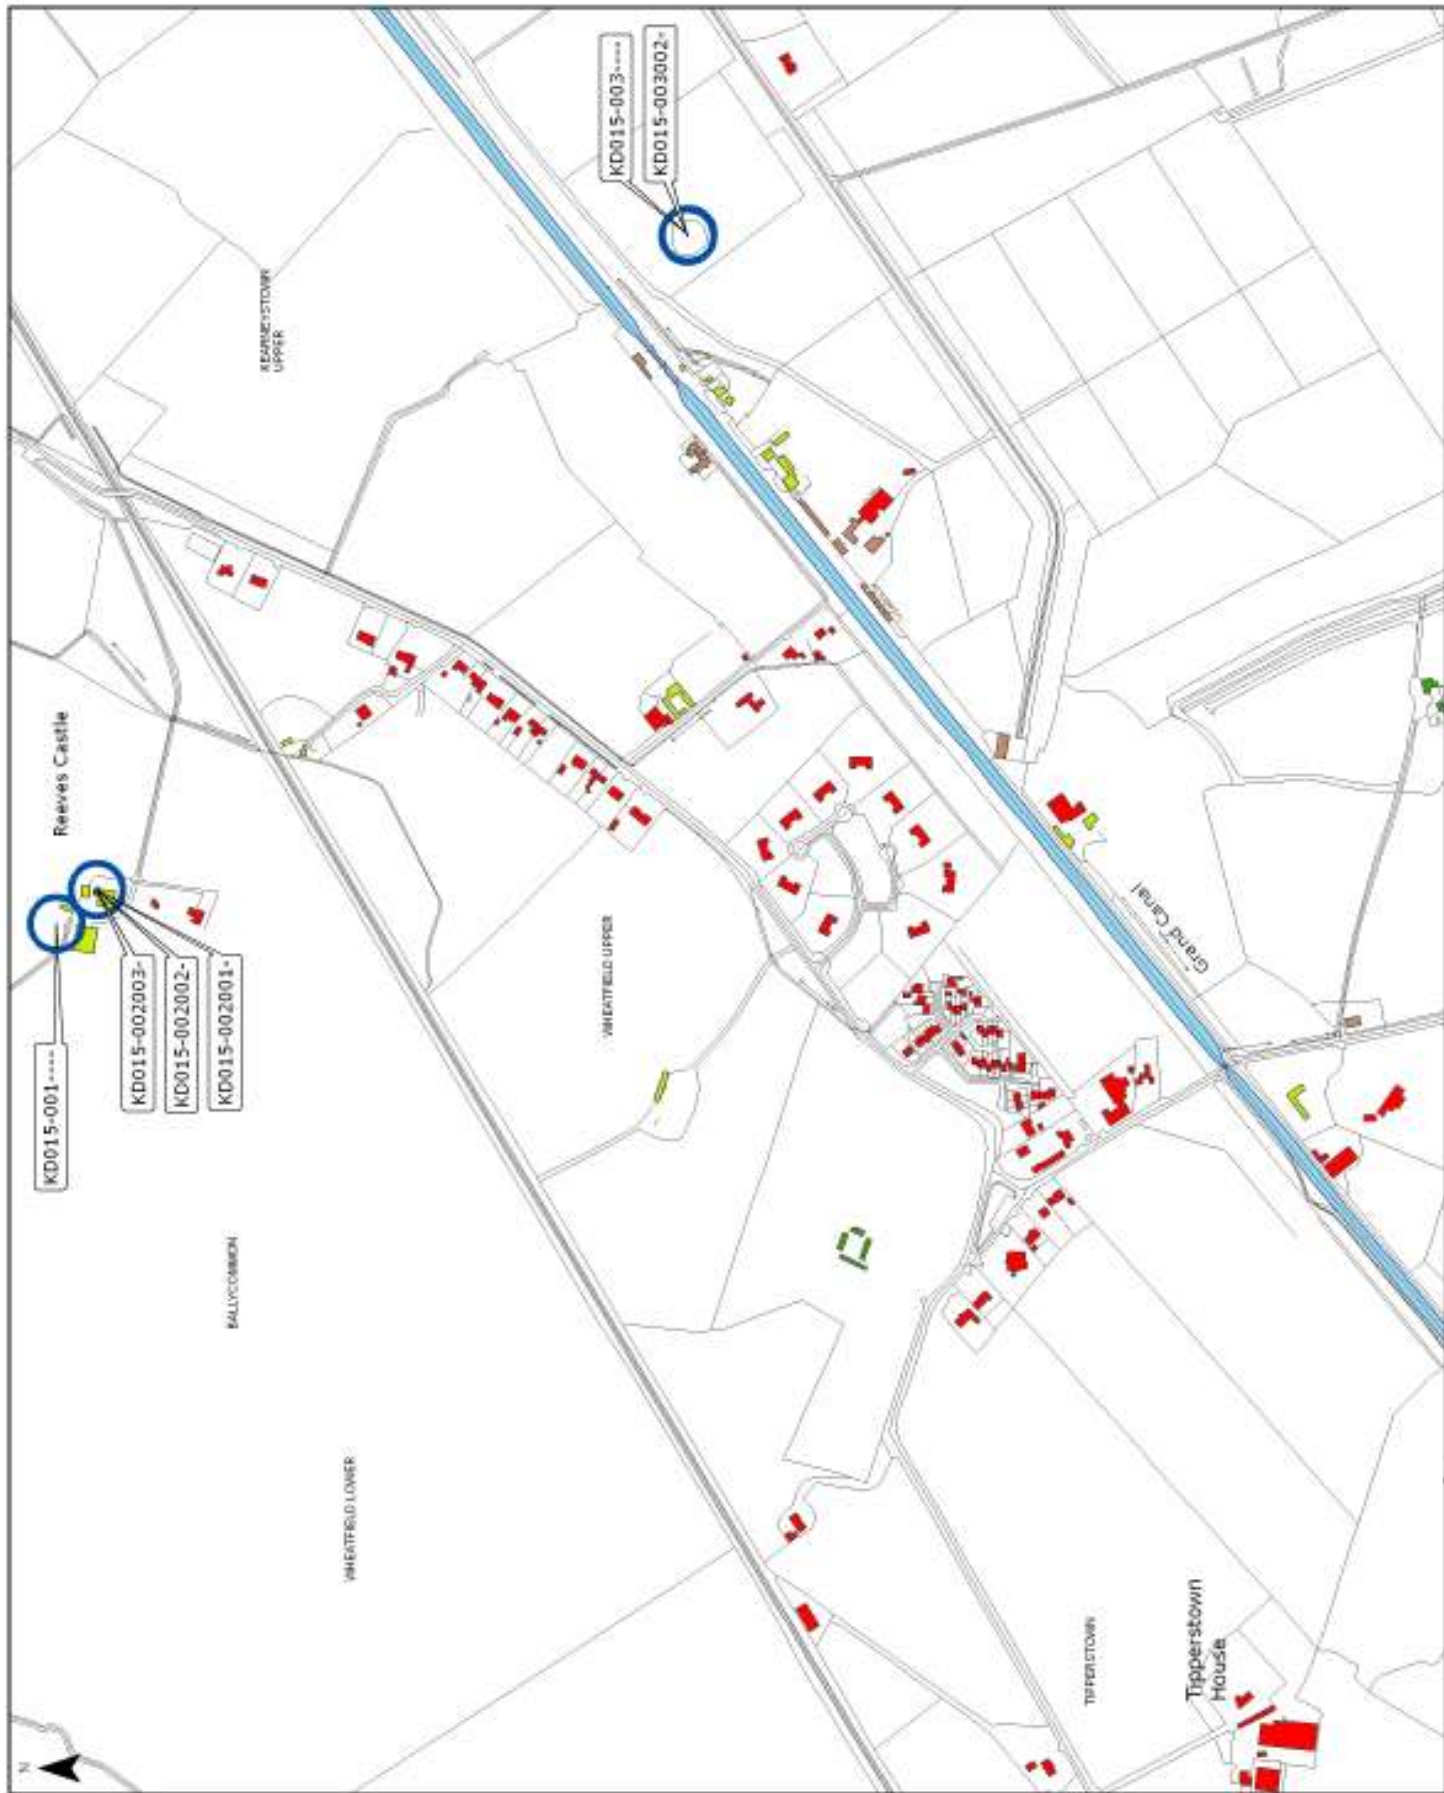 N
Reeves Castle
KD015-001----
KD015-002003-
KD015-002002-
KD015-002001-
BALLYCOMMON
WHEATFIELD LOWER
KEARNEYSTOWN
UPPER
WHEATFIELD UPPER
KD015-003----
KD015-003002-
Grand Canal
TIPPERSTOWN
Tipperstown
House